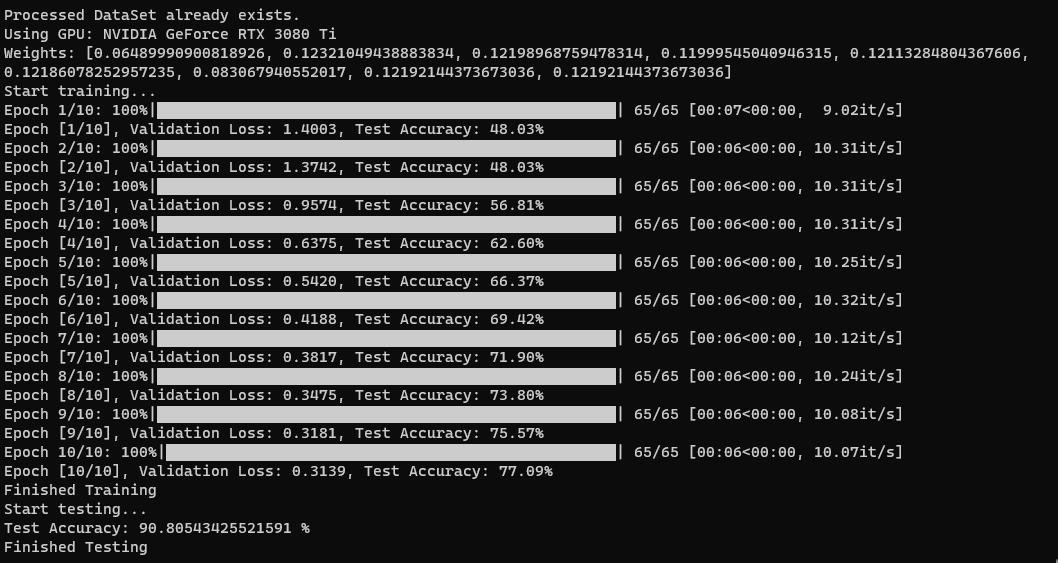 Processed DataSet already exists.
Using GPU: NVIDIA GeForce RTX 3080 Ti
Weights: [0.06489990900818926, 0.12321049438883834, 0.12198968759478314, 0.11999545040946315, 0.12113284804367606,
0.12186078252957235, 0.083067940552017, 0.12192144373673036, 0.12192144373673036]
Start training...
Epoch 1/10: 100%|██████████| 65/65 [00:07<00:00,  9.02it/s]
Epoch [1/10], Validation Loss: 1.4003, Test Accuracy: 48.03%
Epoch 2/10: 100%|██████████| 65/65 [00:06<00:00, 10.31it/s]
Epoch [2/10], Validation Loss: 1.3742, Test Accuracy: 48.03%
Epoch 3/10: 100%|██████████| 65/65 [00:06<00:00, 10.31it/s]
Epoch [3/10], Validation Loss: 0.9574, Test Accuracy: 56.81%
Epoch 4/10: 100%|██████████| 65/65 [00:06<00:00, 10.31it/s]
Epoch [4/10], Validation Loss: 0.6375, Test Accuracy: 62.60%
Epoch 5/10: 100%|██████████| 65/65 [00:06<00:00, 10.25it/s]
Epoch [5/10], Validation Loss: 0.5420, Test Accuracy: 66.37%
Epoch 6/10: 100%|██████████| 65/65 [00:06<00:00, 10.32it/s]
Epoch [6/10], Validation Loss: 0.4188, Test Accuracy: 69.42%
Epoch 7/10: 100%|██████████| 65/65 [00:06<00:00, 10.12it/s]
Epoch [7/10], Validation Loss: 0.3817, Test Accuracy: 71.90%
Epoch 8/10: 100%|██████████| 65/65 [00:06<00:00, 10.24it/s]
Epoch [8/10], Validation Loss: 0.3475, Test Accuracy: 73.80%
Epoch 9/10: 100%|██████████| 65/65 [00:06<00:00, 10.08it/s]
Epoch [9/10], Validation Loss: 0.3181, Test Accuracy: 75.57%
Epoch 10/10: 100%|██████████| 65/65 [00:06<00:00, 10.07it/s]
Epoch [10/10], Validation Loss: 0.3139, Test Accuracy: 77.09%
Finished Training
Start testing...
Test Accuracy: 90.80543425521591 %
Finished Testing